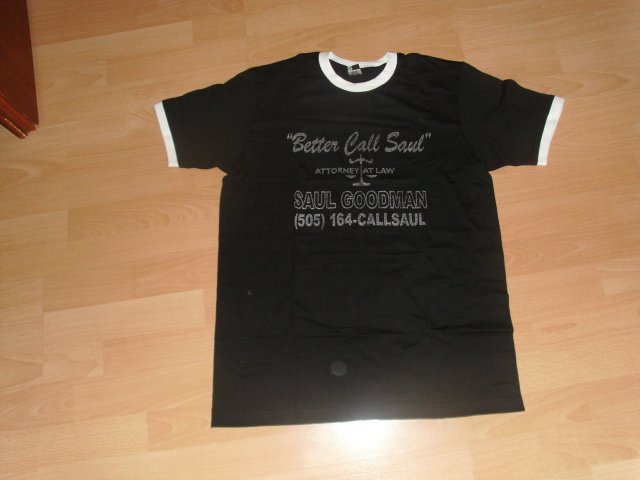 "Better Call Saul"
ATTORNEY AT LAW
SAUL GOODMAN
(505) 164-CALLSAUL